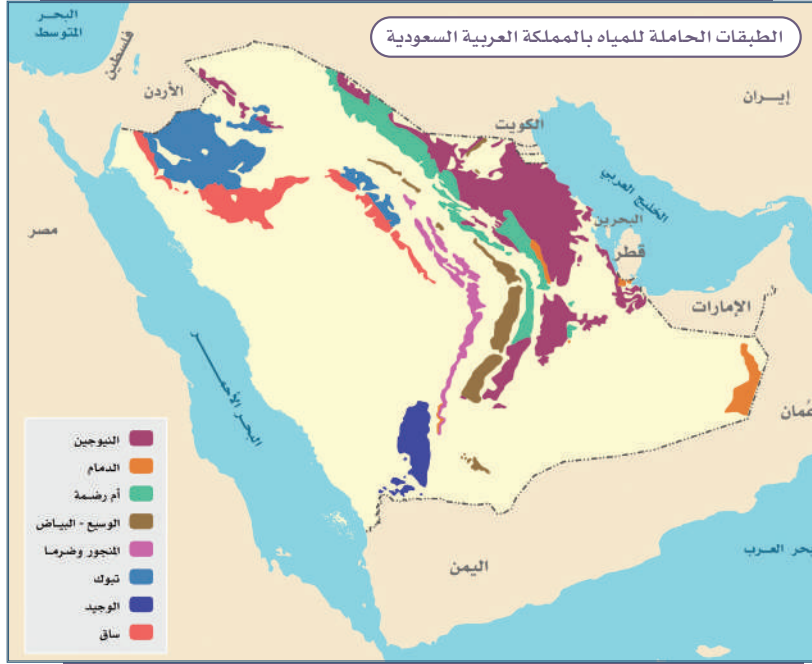 الطبقات الحاملة للمياه بالمملكة العربية السعودية
البحر
المتوسط
فلسطين
الأردن
إيران
الكويت
الخليج العربي
البحرين
قطر
مصر
الإمارات
البحر الأحمر
عُمان
النيوجين
الدمام
أم رضمة
الوسيع - البياض
المنجور وضرما
تبوك
الوجيد
ساق
اليمن
بحر العرب